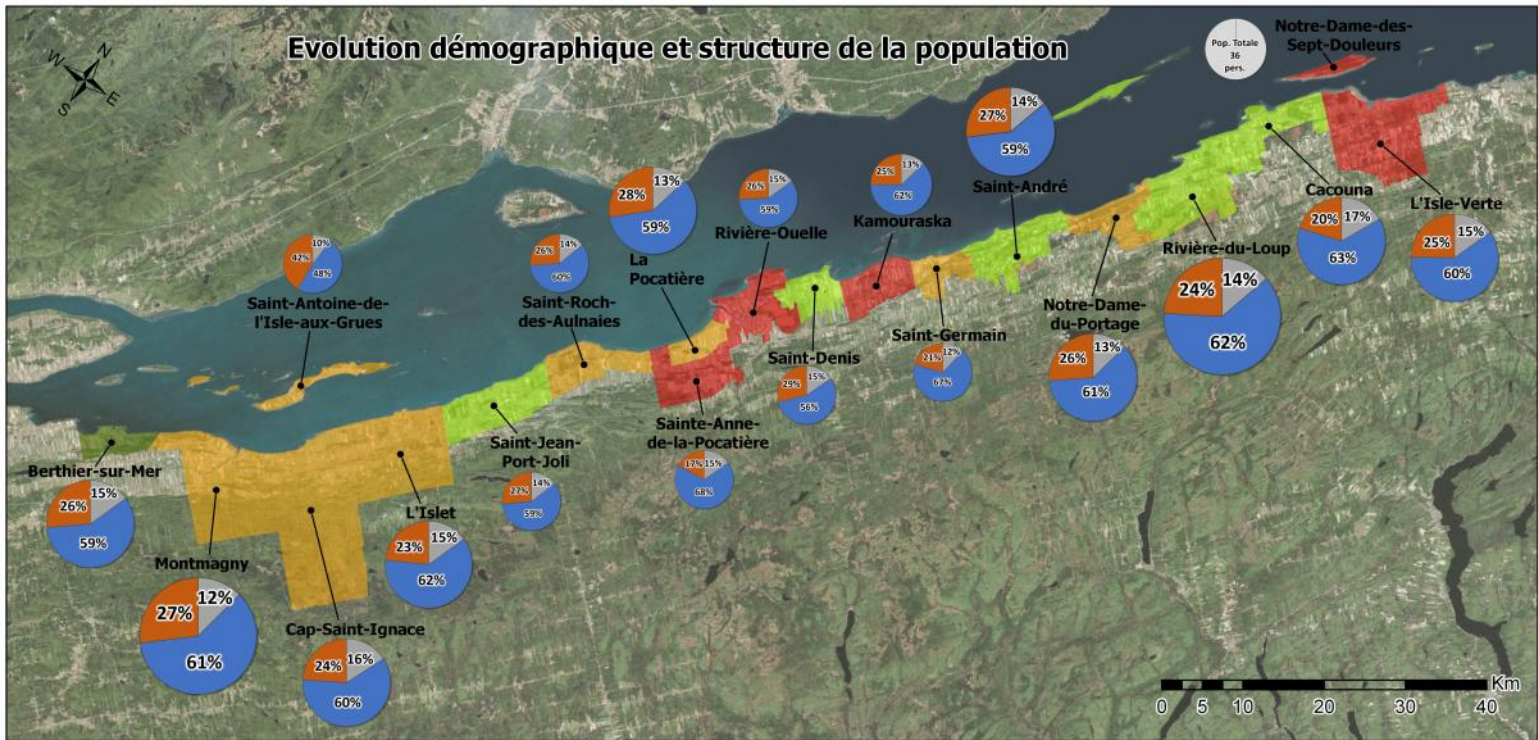 Evolution démographique et structure de la population
N
W
E
S
Pop. Totale
36
pers.
Notre-Dame-des-
Sept-Douleurs
27%
14%
59%
Saint-André
28%
13%
59%
La
Pocatière
26%
15%
59%
Rivière-Ouelle
25%
13%
62%
Kamouraska
42%
10%
48%
Saint-Antoine-de-
l'Isle-aux-Grues
26%
14%
60%
Saint-Roch-
des-Aulnaies
Cacouna
20%
17%
63%
L'Isle-Verte
25%
15%
60%
Rivière-du-Loup
24%
14%
62%
Notre-Dame-
du-Portage
26%
13%
61%
Saint-Germain
21%
12%
67%
Saint-Denis
29%
15%
56%
Sainte-Anne-
de-la-Pocatière
17%
15%
68%
Saint-Jean-
Port-Joli
27%
14%
59%
Berthier-sur-Mer
26%
15%
59%
L'Islet
23%
15%
62%
Montmagny
27%
12%
61%
Cap-Saint-Ignace
24%
16%
60%
Km
0 5 10 20 30 40